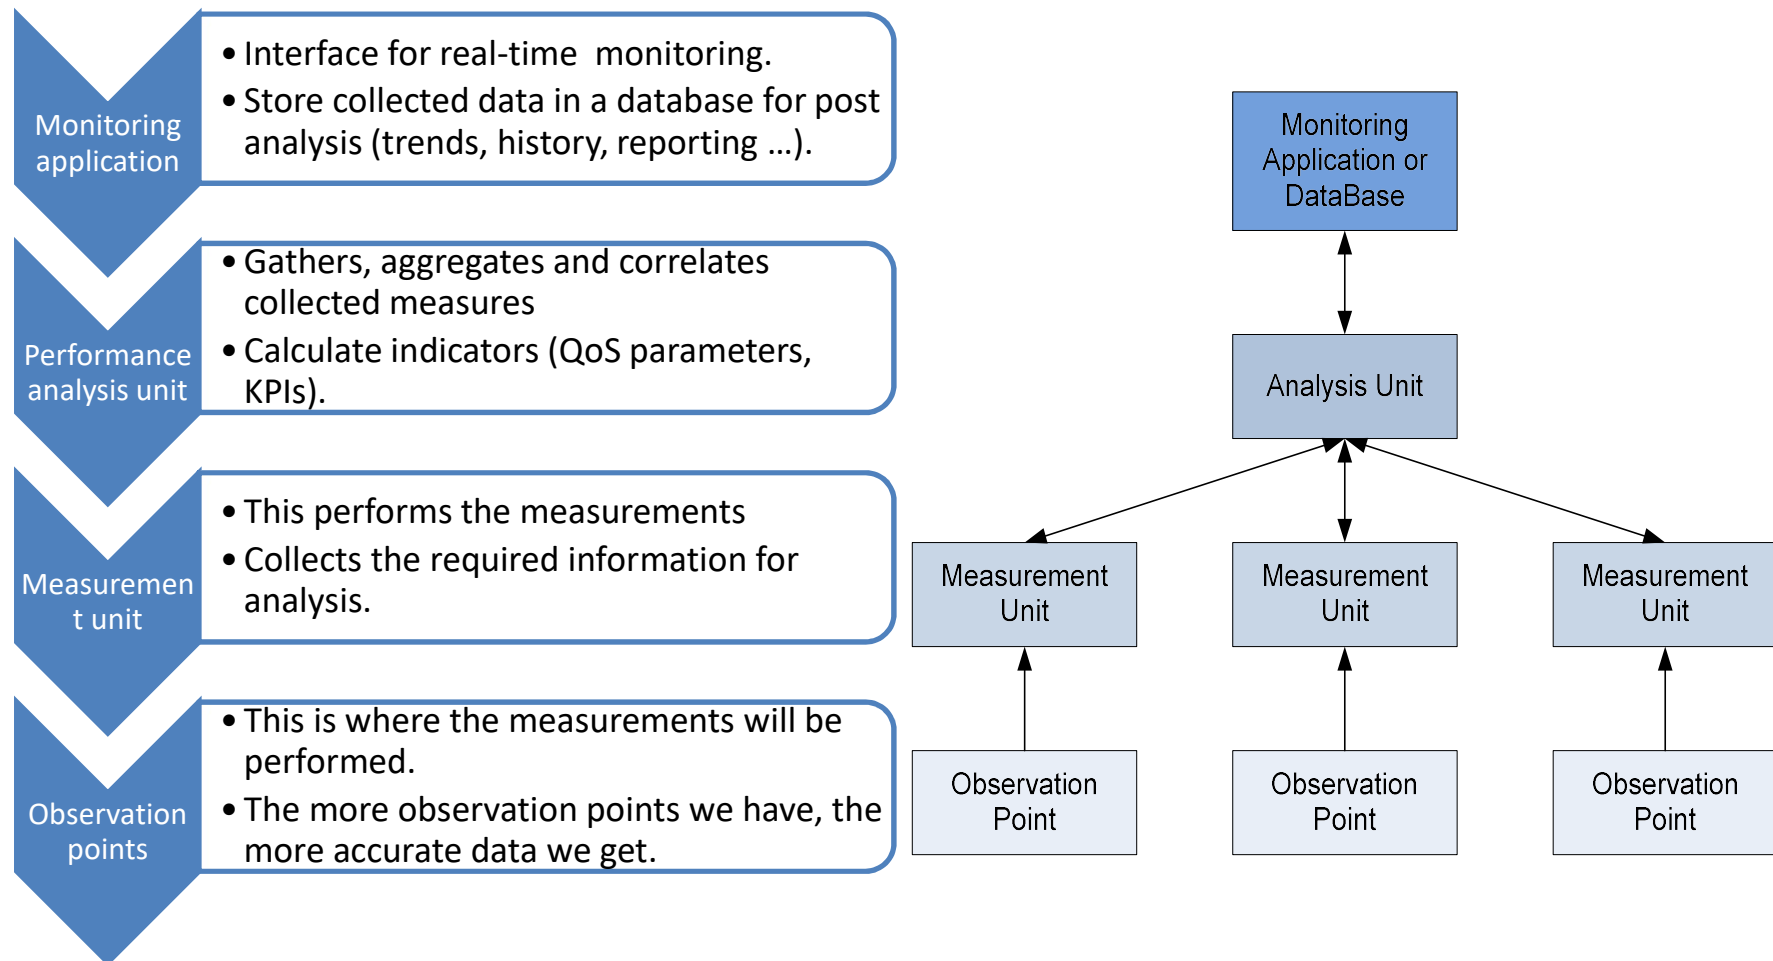 Monitoring
application
• Interface for real-time  monitoring.
• Store collected data in a database for post
analysis (trends, history, reporting …).
Performance
analysis unit
• Gathers, aggregates and correlates
collected measures
• Calculate indicators (QoS parameters,
KPIs).
Measuremen
t unit
• This performs the measurements
• Collects the required information for
analysis.
Observation
points
• This is where the measurements will be
performed.
• The more observation points we have, the
more accurate data we get.
Monitoring
Application or
DataBase
Analysis Unit
Measurement
Unit
Measurement
Unit
Measurement
Unit
Observation
Point
Observation
Point
Observation
Point